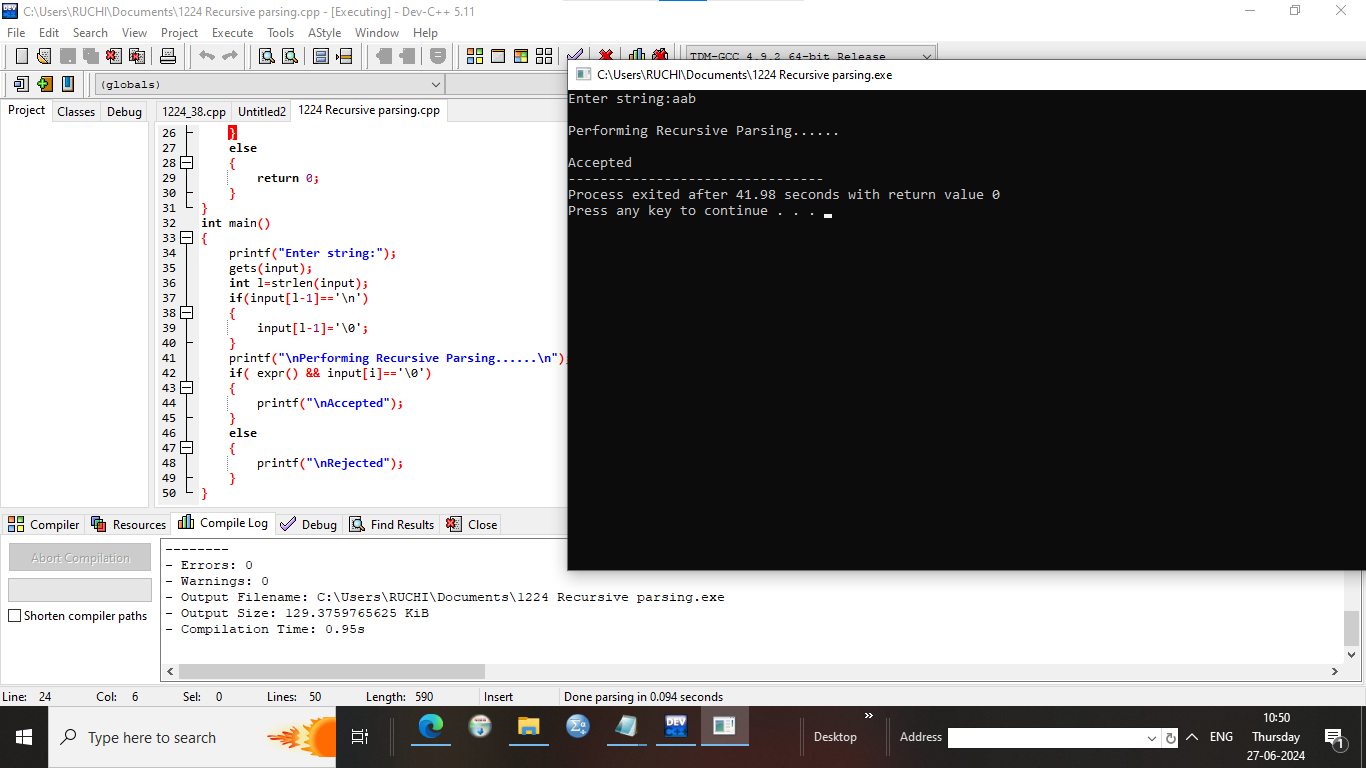 C:\Users\RUCHI\Documents\1224 Recursive parsing.cpp - [Executing] - Dev-C++ 5.11
File Edit Search View Project Execute Tools AStyle Window Help
TDM-GCC 4.9.2 64-bit Release
(globals)
Project Classes Debug 1224_38.cpp Untitled2 1224 Recursive parsing.cpp
26 }
27 else
28 {
29 return 0;
30 }
31 }
32 int main()
33 {
34 printf("Enter string:");
35 gets(input);
36 int l=strlen(input);
37 if(input[l-1]=='\n')
38 {
39 input[l-1]='\0';
40 }
41 printf("\nPerforming Recursive Parsing......\n");
42 if( expr() && input[i]=='\0')
43 {
44 printf("\nAccepted");
45 }
46 else
47 {
48 printf("\nRejected");
49 }
50 }
C:\Users\RUCHI\Documents\1224 Recursive parsing.exe
Enter string:aab
Performing Recursive Parsing......
Accepted
--------------------------------
Process exited after 41.98 seconds with return value 0
Press any key to continue . . .
Compiler Resources Compile Log Debug Find Results Close
Abort Compilation
Shorten compiler paths
--------
- Errors: 0
- Warnings: 0
- Output Filename: C:\Users\RUCHI\Documents\1224 Recursive parsing.exe
- Output Size: 129.3759765625 KiB
- Compilation Time: 0.95s
Line: 24 Col: 6 Sel: 0 Lines: 50 Length: 590 Insert Done parsing in 0.094 seconds
Type here to search
DEV
Desktop
Address
ENG
10:50
Thursday
27-06-2024
1